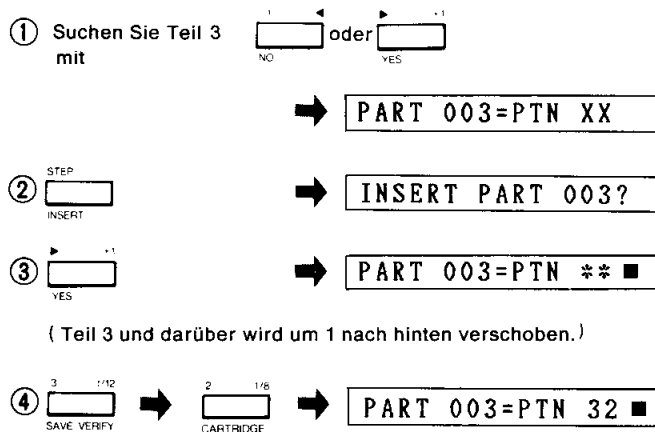 ① Suchen Sie Teil 3 mit
1 ◄
NO
oder
► +1
YES
➡ PART 003=PTN XX
② STEP
INSERT
➡ INSERT PART 003?
③ ► +1
YES
➡ PART 003=PTN ** ■
( Teil 3 und darüber wird um 1 nach hinten verschoben.)
④ 3 1/12
SAVE VERIFY
➡ 2 1/8
CARTRIDGE
➡ PART 003=PTN 32 ■